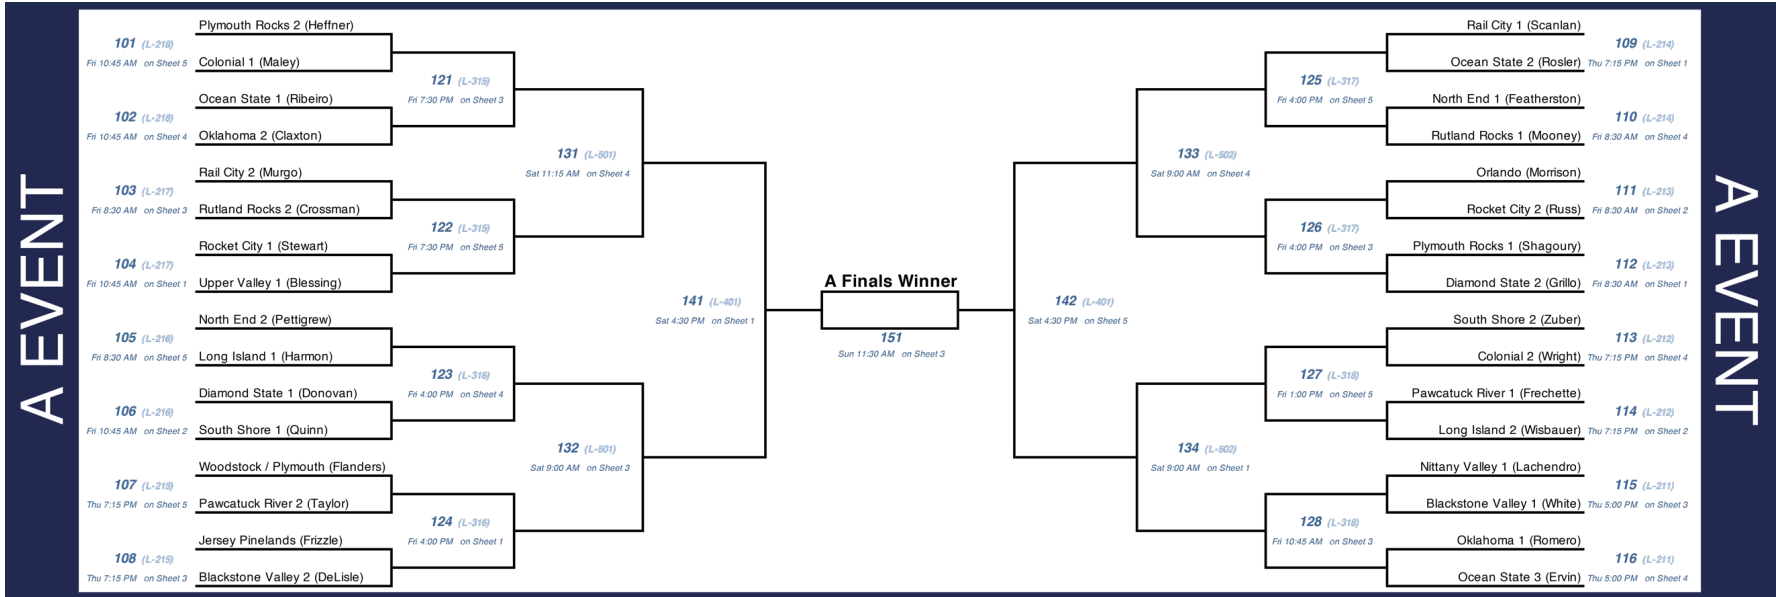 A EVENT
Plymouth Rocks 2 (Heffner)
101 (L-218)
Fri 10:45 AM on Sheet 5
Colonial 1 (Maley)
121 (L-315)
Fri 7:30 PM on Sheet 3
Ocean State 1 (Ribeiro)
102 (L-218)
Fri 10:45 AM on Sheet 4
Oklahoma 2 (Claxton)
131 (L-501)
Sat 11:15 AM on Sheet 4
Rail City 2 (Murgo)
103 (L-217)
Fri 8:30 AM on Sheet 3
Rutland Rocks 2 (Crossman)
122 (L-315)
Fri 7:30 PM on Sheet 5
Rocket City 1 (Stewart)
104 (L-217)
Fri 10:45 AM on Sheet 1
Upper Valley 1 (Blessing)
141 (L-401)
Sat 4:30 PM on Sheet 1
North End 2 (Pettigrew)
105 (L-216)
Fri 8:30 AM on Sheet 5
Long Island 1 (Harmon)
123 (L-316)
Fri 4:00 PM on Sheet 4
Diamond State 1 (Donovan)
106 (L-216)
Fri 10:45 AM on Sheet 2
South Shore 1 (Quinn)
132 (L-501)
Sat 9:00 AM on Sheet 3
Woodstock / Plymouth (Flanders)
107 (L-215)
Thu 7:15 PM on Sheet 5
Pawcatuck River 2 (Taylor)
124 (L-316)
Fri 4:00 PM on Sheet 1
Jersey Pinelands (Frizzle)
108 (L-215)
Thu 7:15 PM on Sheet 3
Blackstone Valley 2 (DeLisle)
A Finals Winner
151
Sun 11:30 AM on Sheet 3
Rail City 1 (Scanlan)
109 (L-214)
Thu 7:15 PM on Sheet 1
Ocean State 2 (Rosler)
125 (L-317)
Fri 4:00 PM on Sheet 5
North End 1 (Featherston)
110 (L-214)
Fri 8:30 AM on Sheet 4
Rutland Rocks 1 (Mooney)
133 (L-502)
Sat 9:00 AM on Sheet 4
Orlando (Morrison)
111 (L-213)
Fri 8:30 AM on Sheet 2
Rocket City 2 (Russ)
126 (L-317)
Fri 4:00 PM on Sheet 3
Plymouth Rocks 1 (Shagoury)
112 (L-213)
Fri 8:30 AM on Sheet 1
Diamond State 2 (Grillo)
142 (L-401)
Sat 4:30 PM on Sheet 5
South Shore 2 (Zuber)
113 (L-212)
Thu 7:15 PM on Sheet 4
Colonial 2 (Wright)
127 (L-318)
Fri 1:00 PM on Sheet 5
Pawcatuck River 1 (Frechette)
114 (L-212)
Thu 7:15 PM on Sheet 2
Long Island 2 (Wisbauer)
134 (L-502)
Sat 9:00 AM on Sheet 1
Nittany Valley 1 (Lachendro)
115 (L-211)
Thu 5:00 PM on Sheet 3
Blackstone Valley 1 (White)
128 (L-318)
Fri 10:45 AM on Sheet 3
Oklahoma 1 (Romero)
116 (L-211)
Thu 5:00 PM on Sheet 4
Ocean State 3 (Ervin)
A EVENT